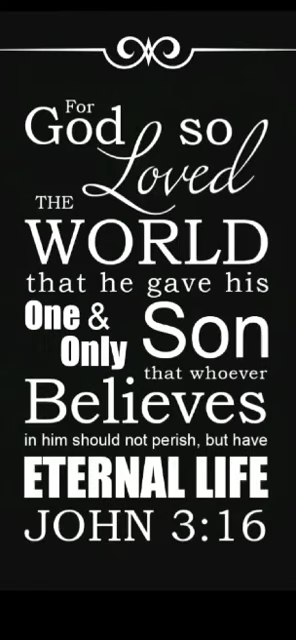 For
God so
Loved
THE
WORLD
that he gave his
One &
Only Son
that whoever
Believes
in him should not perish, but have
ETERNAL LIFE
JOHN 3:16